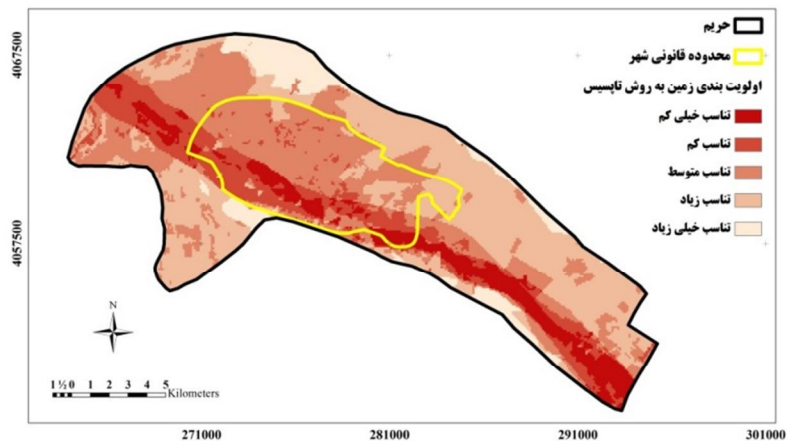 حریم
محدوده قانونی شهر
اولویت بندی زمین به روش تاپسیس
تناسب خیلی کم
تناسب کم
تناسب متوسط
تناسب زیاد
تناسب خیلی زیاد
4067500
4057500
N
1 ½ 0 1 2 3 4 5 Kilometers
271000 281000 291000 301000